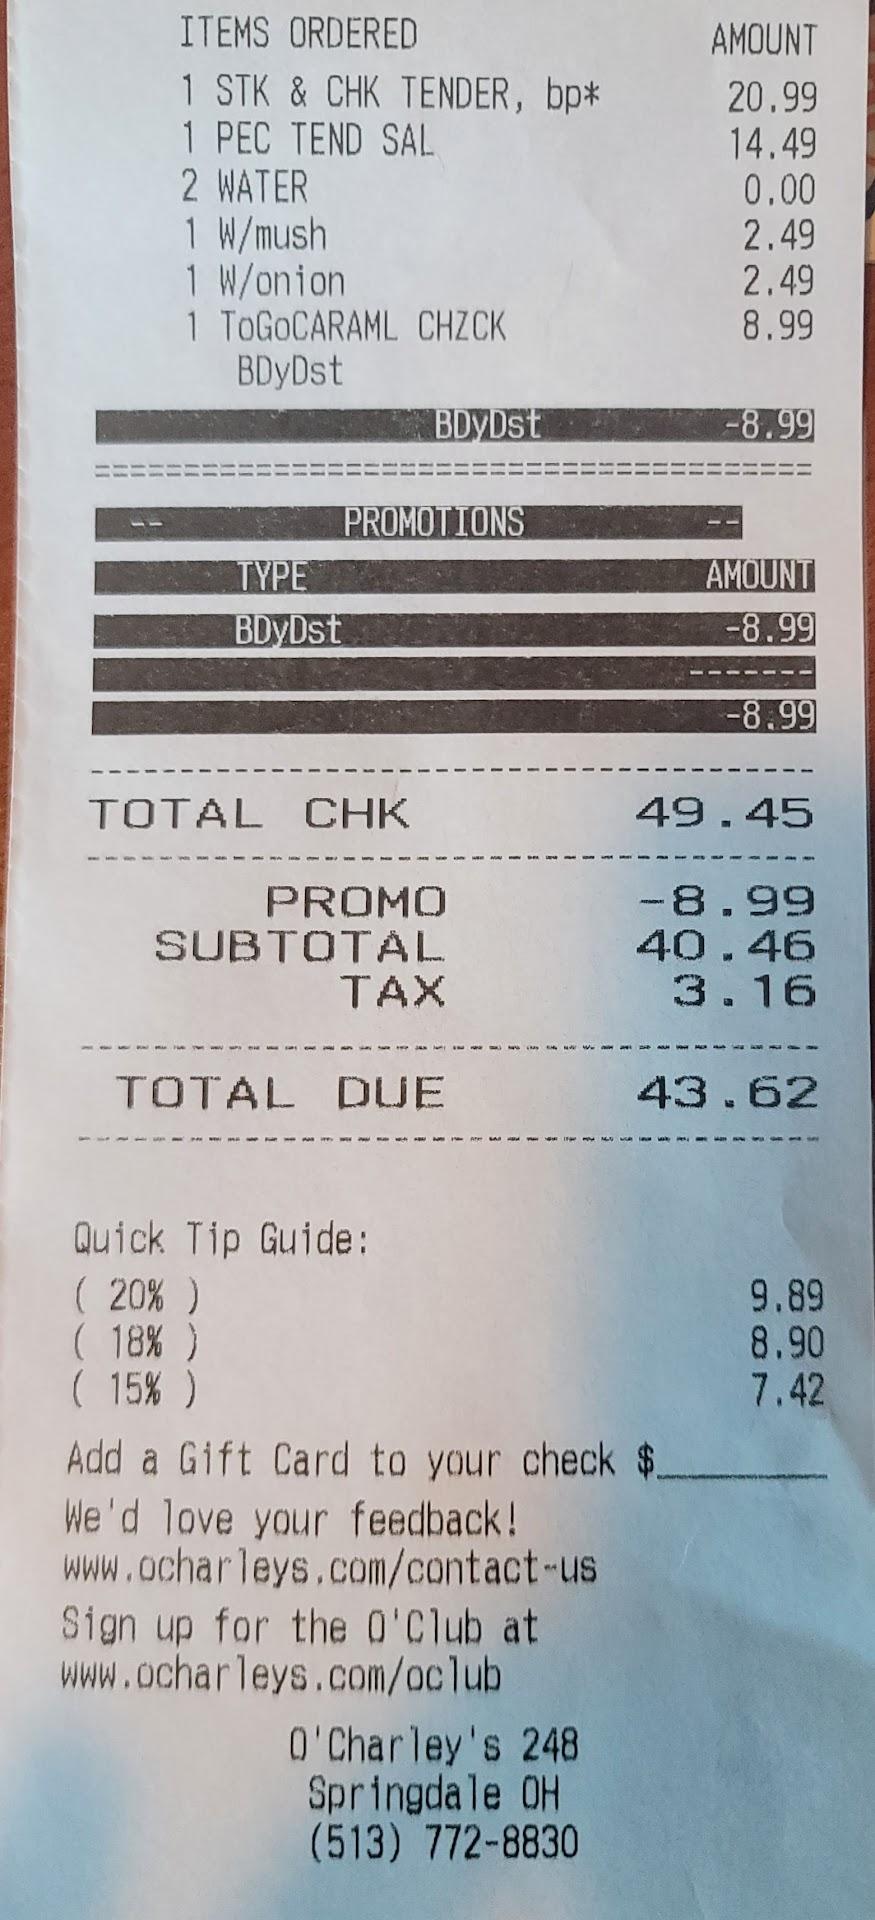 ITEMS ORDERED AMOUNT
1 STK & CHK TENDER, bp* 20.99
1 PEC TEND SAL 14.49
2 WATER 0.00
1 W/mush 2.49
1 W/onion 2.49
1 ToGoCARAML CHZCK 8.99
BDyDst
BDyDst -8.99
========================================
-- PROMOTIONS --
TYPE AMOUNT
BDyDst -8.99
-------
-8.99
----------------------------------------
TOTAL CHK 49.45
----------------------------------------
PROMO -8.99
SUBTOTAL 40.46
TAX 3.16
----------------------------------------
TOTAL DUE 43.62
----------------------------------------
Quick Tip Guide:
( 20% ) 9.89
( 18% ) 8.90
( 15% ) 7.42
Add a Gift Card to your check $_________
We'd love your feedback!
www.ocharleys.com/contact-us
Sign up for the O'Club at
www.ocharleys.com/oclub
O'Charley's 248
Springdale OH
(513) 772-8830